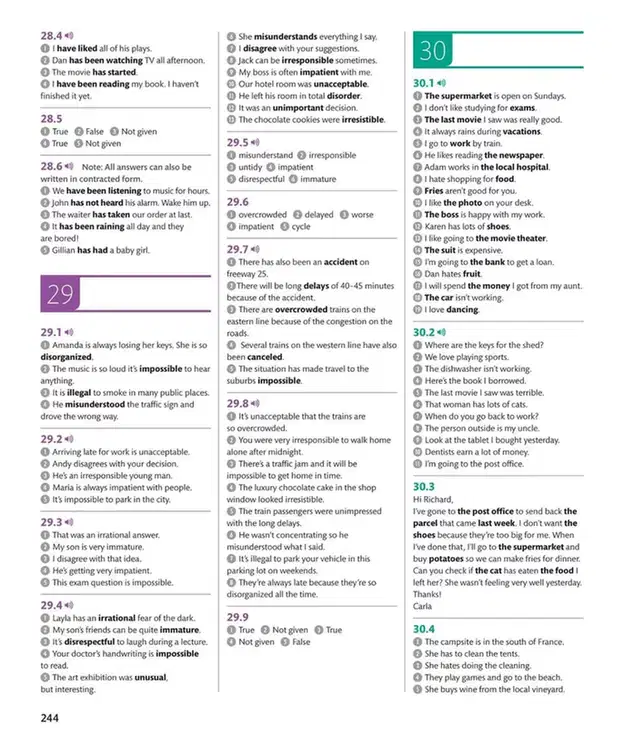 28.4
1 I have liked all of his plays.
2 Dan has been watching TV all afternoon.
3 The movie has started.
4 I have been reading my book. I haven't
finished it yet.
28.5
1 True 2 False 3 Not given
4 True 5 Not given
28.6 Note: All answers can also be
written in contracted form.
1 We have been listening to music for hours.
2 John has not heard his alarm. Wake him up.
3 The waiter has taken our order at last.
4 It has been raining all day and they
are bored!
5 Gillian has had a baby girl.
29
29.1
1 Amanda is always losing her keys. She is so
disorganized.
2 The music is so loud it's impossible to hear
anything.
3 It is illegal to smoke in many public places.
4 He misunderstood the traffic sign and
drove the wrong way.
29.2
1 Arriving late for work is unacceptable.
2 Andy disagrees with your decision.
3 He's an irresponsible young man.
4 Maria is always impatient with people.
5 It's impossible to park in the city.
29.3
1 That was an irrational answer.
2 My son is very immature.
3 I disagree with that idea.
4 He's getting very impatient.
5 This exam question is impossible.
29.4
1 Layla has an irrational fear of the dark.
2 My son's friends can be quite immature.
3 It's disrespectful to laugh during a lecture.
4 Your doctor's handwriting is impossible
to read.
5 The art exhibition was unusual,
but interesting.
6 She misunderstands everything I say.
7 I disagree with your suggestions.
8 Jack can be irresponsible sometimes.
9 My boss is often impatient with me.
10 Our hotel room was unacceptable.
11 He left his room in total disorder.
12 It was an unimportant decision.
13 The chocolate cookies were irresistible.
29.5
1 misunderstand 2 irresponsible
3 untidy 4 impatient
5 disrespectful 6 immature
29.6
1 overcrowded 2 delayed 3 worse
4 impatient 5 cycle
29.7
1 There has also been an accident on
freeway 25.
2 There will be long delays of 40–45 minutes
because of the accident.
3 There are overcrowded trains on the
eastern line because of the congestion on the
roads.
4 Several trains on the western line have also
been canceled.
5 The situation has made travel to the
suburbs impossible.
29.8
1 It's unacceptable that the trains are
so overcrowded.
2 You were very irresponsible to walk home
alone after midnight.
3 There's a traffic jam and it will be
impossible to get home in time.
4 The luxury chocolate cake in the shop
window looked irresistible.
5 The train passengers were unimpressed
with the long delays.
6 He wasn't concentrating so he
misunderstood what I said.
7 It's illegal to park your vehicle in this
parking lot on weekends.
8 They're always late because they're so
disorganized all the time.
29.9
1 True 2 Not given 3 True
4 Not given 5 False
30
30.1
1 The supermarket is open on Sundays.
2 I don't like studying for exams.
3 The last movie I saw was really good.
4 It always rains during vacations.
5 I go to work by train.
6 He likes reading the newspaper.
7 Adam works in the local hospital.
8 I hate shopping for food.
9 Fries aren't good for you.
10 I like the photo on your desk.
11 The boss is happy with my work.
12 Karen has lots of shoes.
13 I like going to the movie theater.
14 The suit is expensive.
15 I'm going to the bank to get a loan.
16 Dan hates fruit.
17 I will spend the money I got from my aunt.
18 The car isn't working.
19 I love dancing.
30.2
1 Where are the keys for the shed?
2 We love playing sports.
3 The dishwasher isn't working.
4 Here's the book I borrowed.
5 The last movie I saw was terrible.
6 That woman has lots of cats.
7 When do you go back to work?
8 The person outside is my uncle.
9 Look at the tablet I bought yesterday.
10 Dentists earn a lot of money.
11 I'm going to the post office.
30.3
Hi Richard,
I've gone to the post office to send back the
parcel that came last week. I don't want the
shoes because they're too big for me. When
I've done that, I'll go to the supermarket and
buy potatoes so we can make fries for dinner.
Can you check if the cat has eaten the food I
left her? She wasn't feeling very well yesterday.
Thanks!
Carla
30.4
1 The campsite is in the south of France.
2 She has to clean the tents.
3 She hates doing the cleaning.
4 They play games and go to the beach.
5 She buys wine from the local vineyard.
244